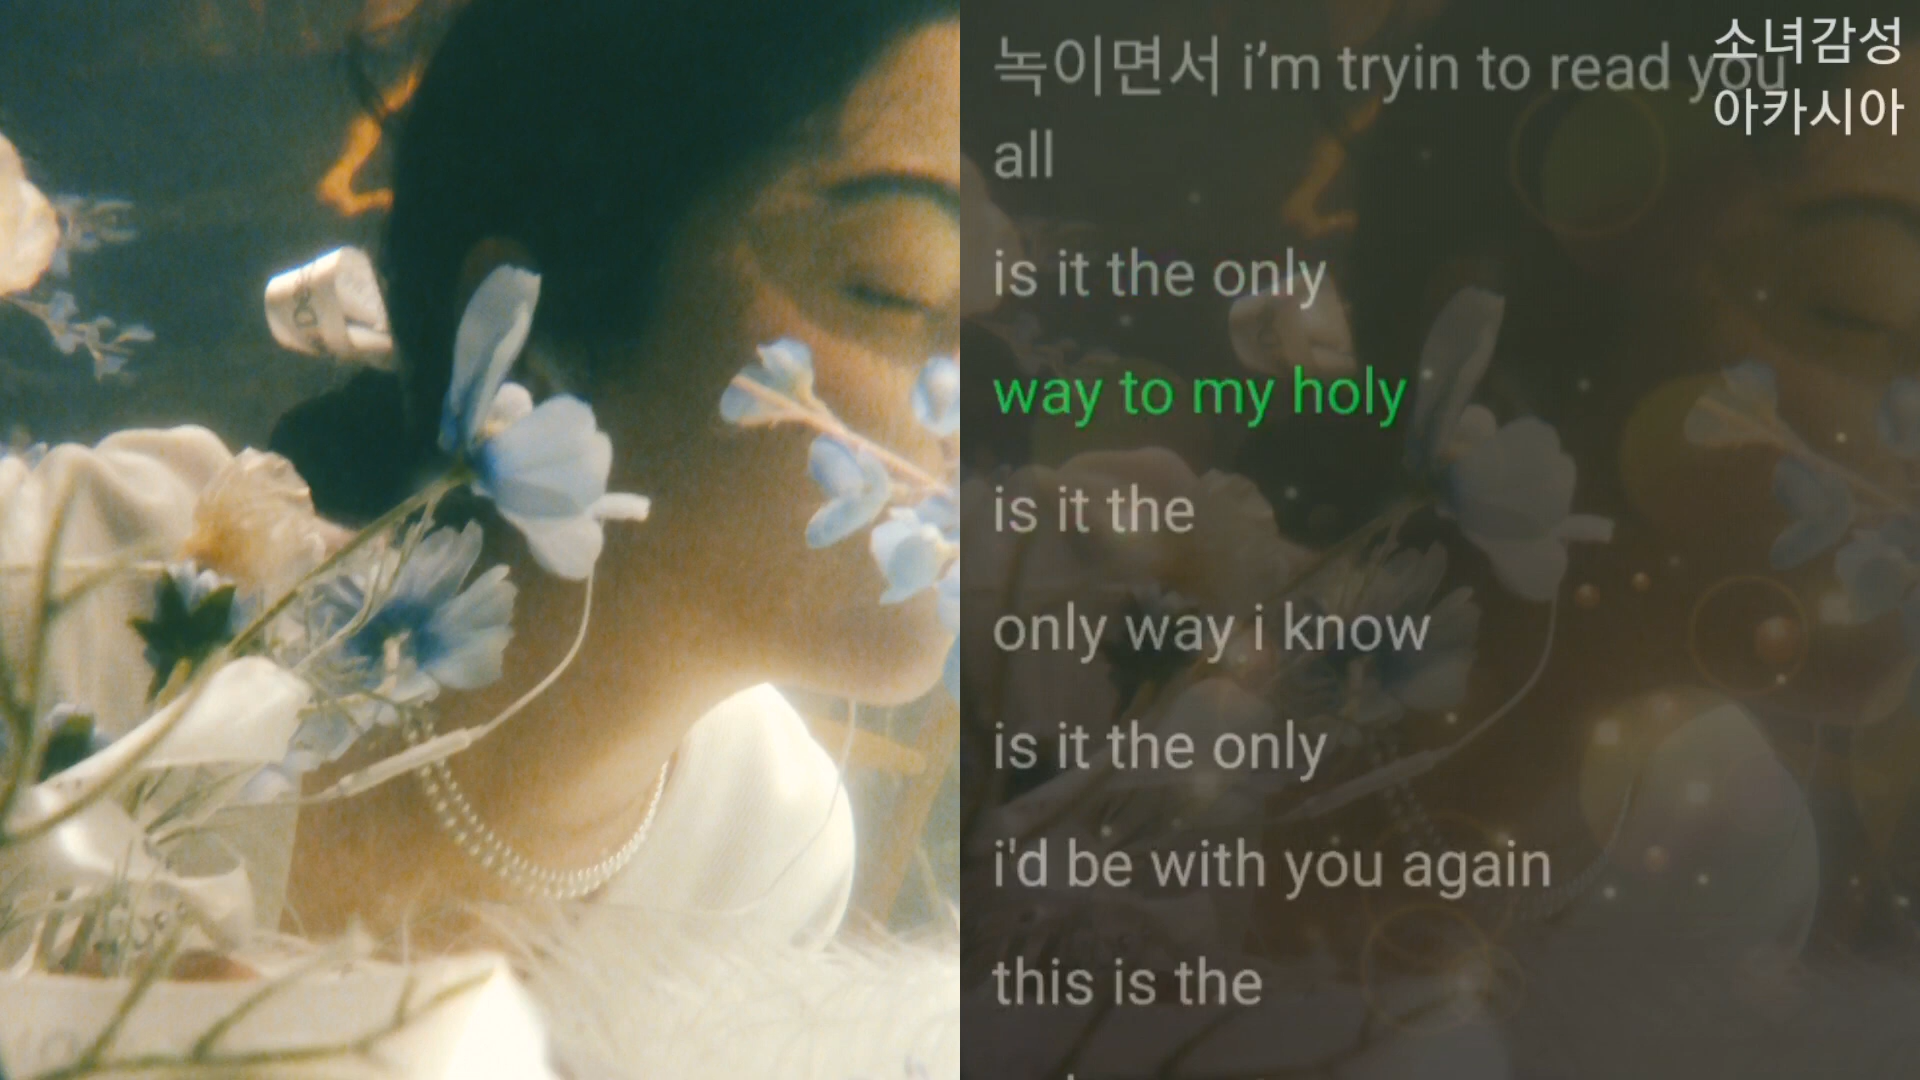 소녀감성
아카시아
녹이면서 i’m tryin to read you
all
is it the only
way to my holy
is it the
only way i know
is it the only
i'd be with you again
this is the